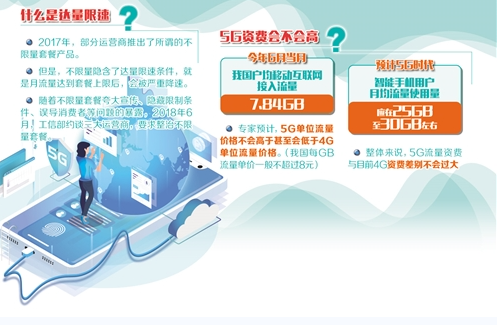 什么是达量限速
?
● 2017年，部分运营商推出了所谓的不
限量套餐产品。
● 但是，不限量隐含了达量限速条件，就
是月流量达到套餐上限后，会被严重降速。
● 随着不限量套餐夸大宣传、隐藏限制条
件、误导消费者等问题的暴露，2018年6
月工信部约谈三大运营商，要求整治不限
量套餐。
5G
5G资费会不会高
?
今年6月当月
我国户均移动互联网
接入流量
7.84GB
● 专家预计，5G单位流量
价格不会高于甚至会低于4G
单位流量价格。（我国每GB
流量单价一般不超过8元）
预计5G时代
智能手机用户
月均流量使用量
应在25GB
至30GB左右
● 整体来说，5G流量资费
与目前4G资费差别不会过大